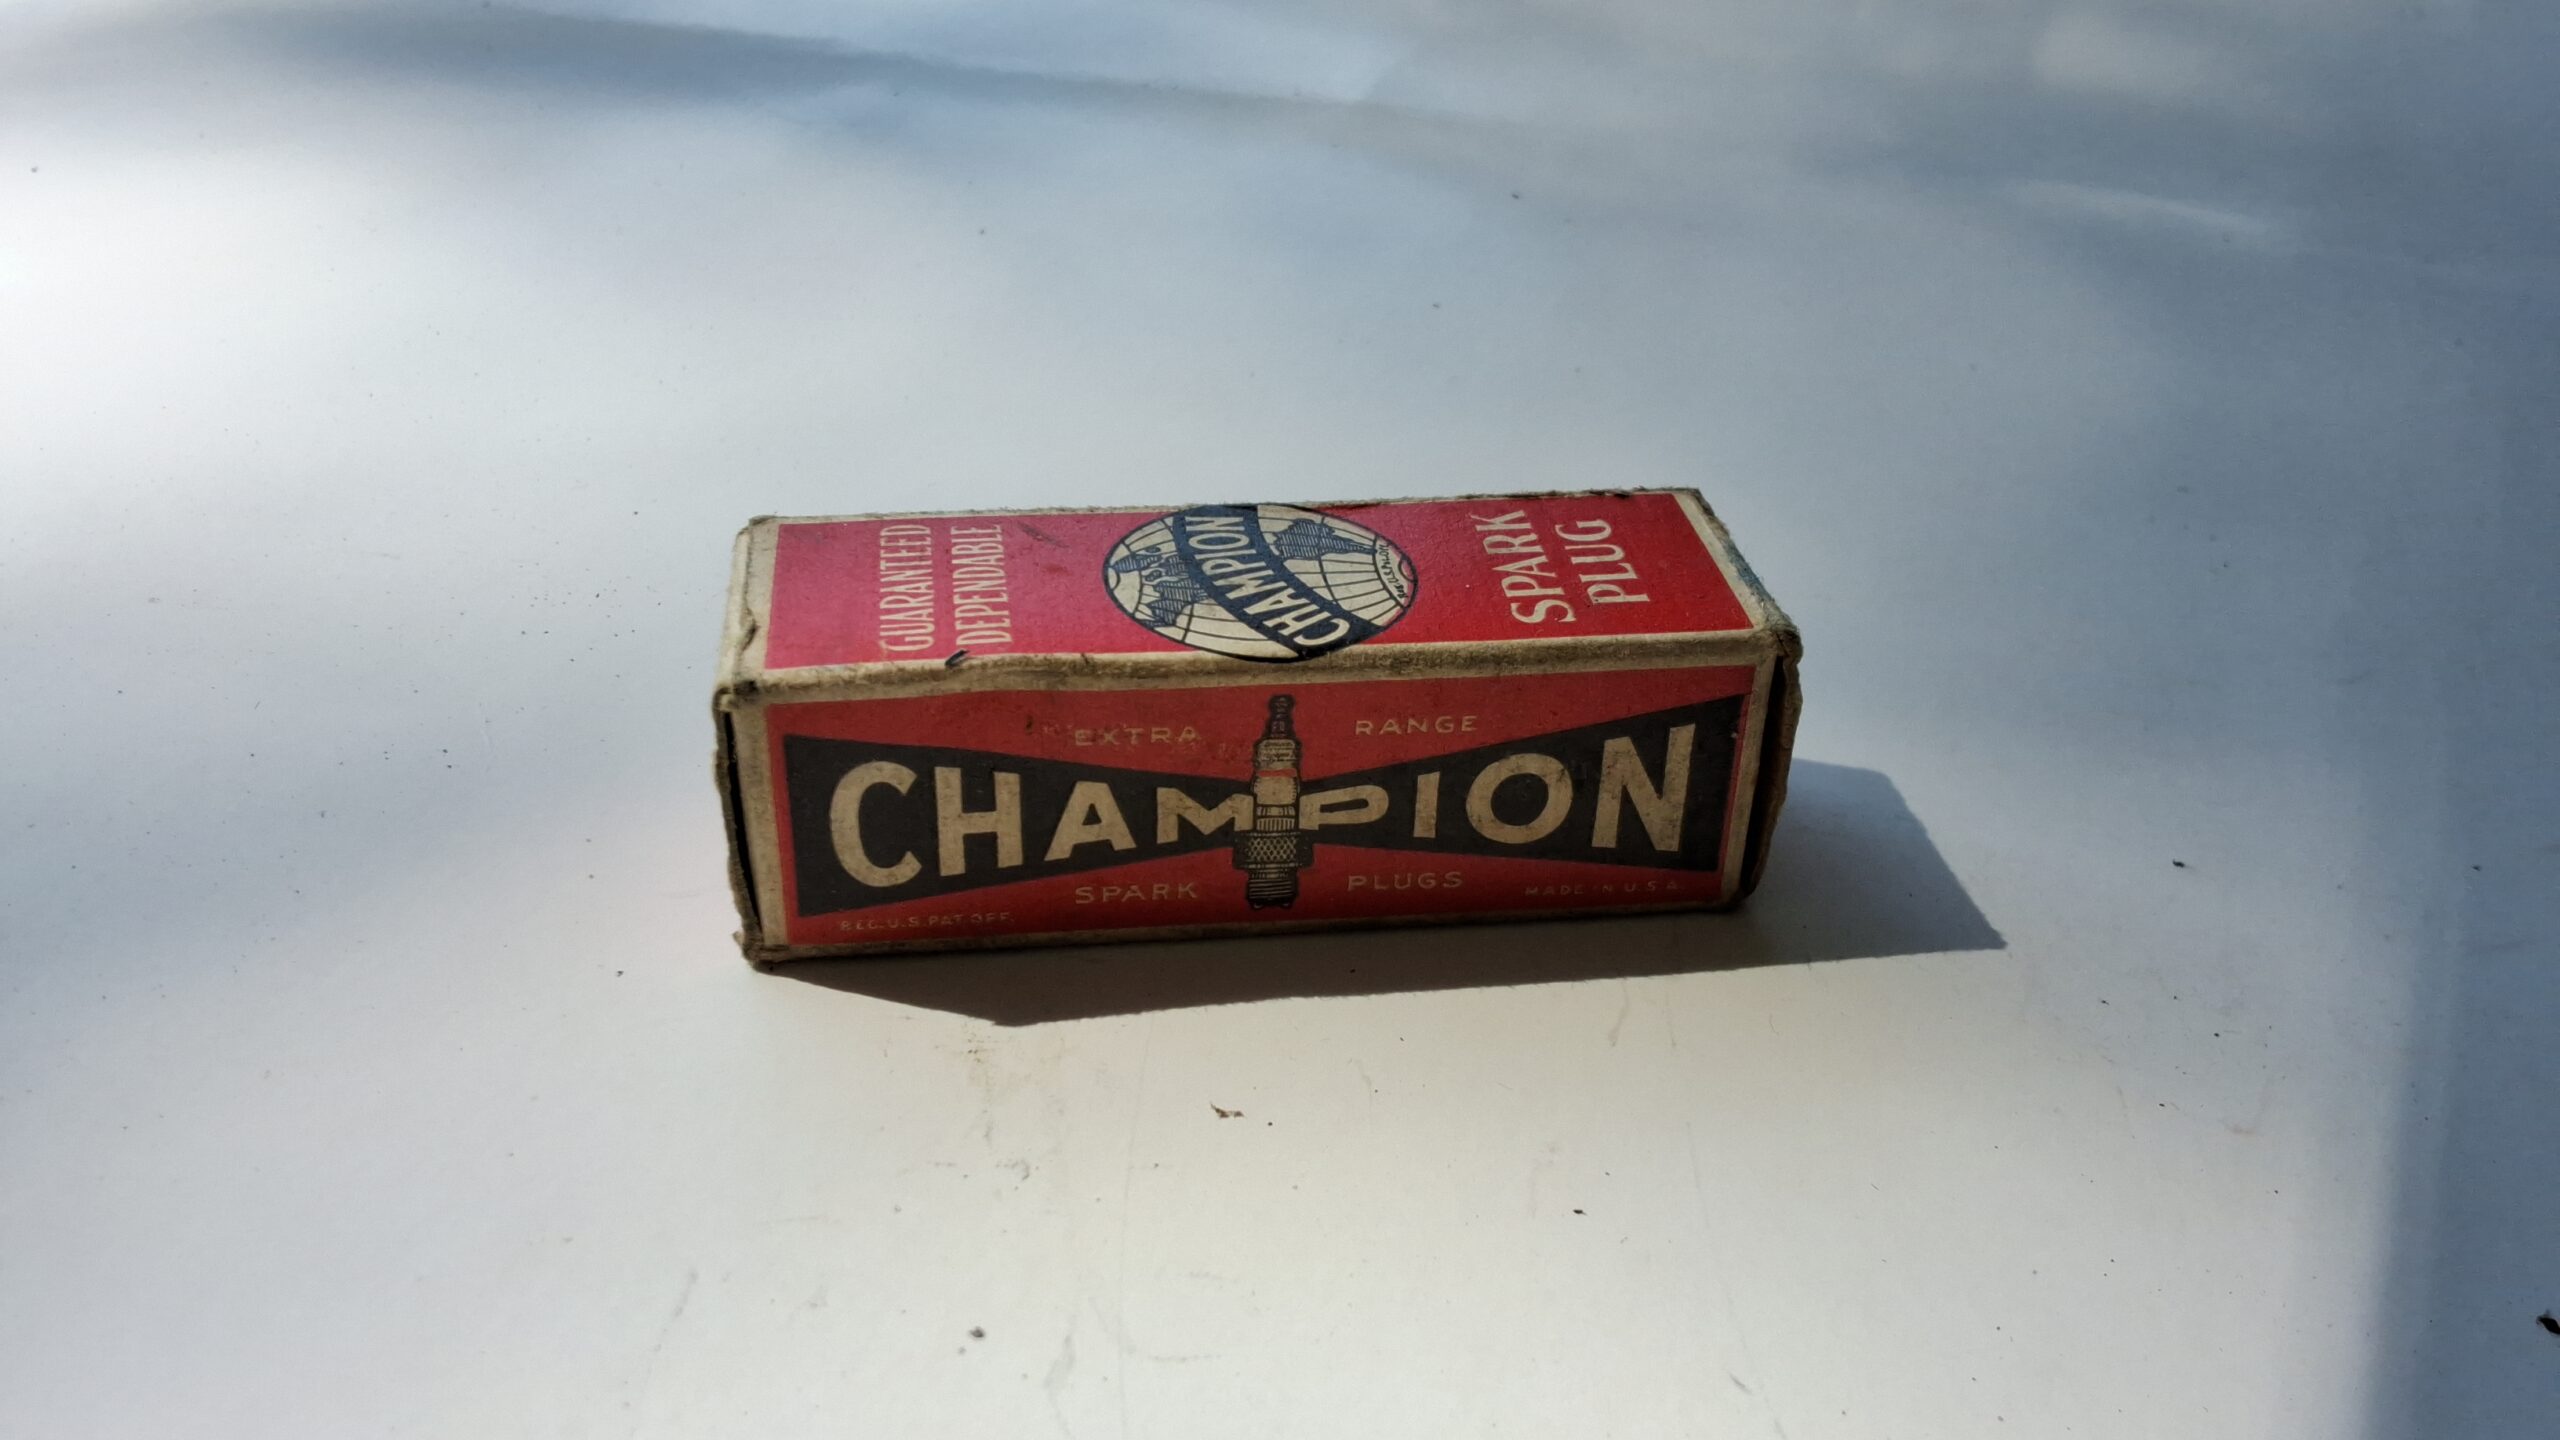 GUARANTEED
DEPENDABLE
CHAMPION
SPARK
PLUG
EXTRA RANGE
CHAMPION
SPARK PLUGS
REG. U.S. PAT. OFF.
MADE IN U.S.A.